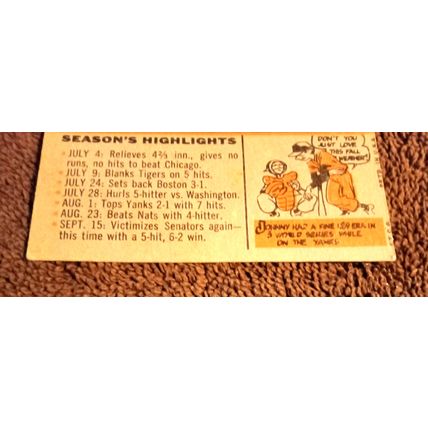 SEASON'S HIGHLIGHTS
• JULY 4: Relieves 4⅔ inn., gives no runs,
no hits to beat Chicago.
• JULY 9: Blanks Tigers on 5 hits.
• JULY 24: Sets back Boston 3-1.
• JULY 28: Hurls 5-hitter vs. Washington.
• AUG. 1: Tops Yanks 2-1 with 7 hits.
• AUG. 23: Beats Nats with 4-hitter.
• SEPT. 15: Victimizes Senators again—
this time with a 5-hit, 6-2 win.
DON'T YOU
JUST LOVE
THIS FALL
WEATHER?
JOHNNY HAD A FINE 1.29 ERA IN
3 WORLD SERIES WHILE
ON THE YANKS!